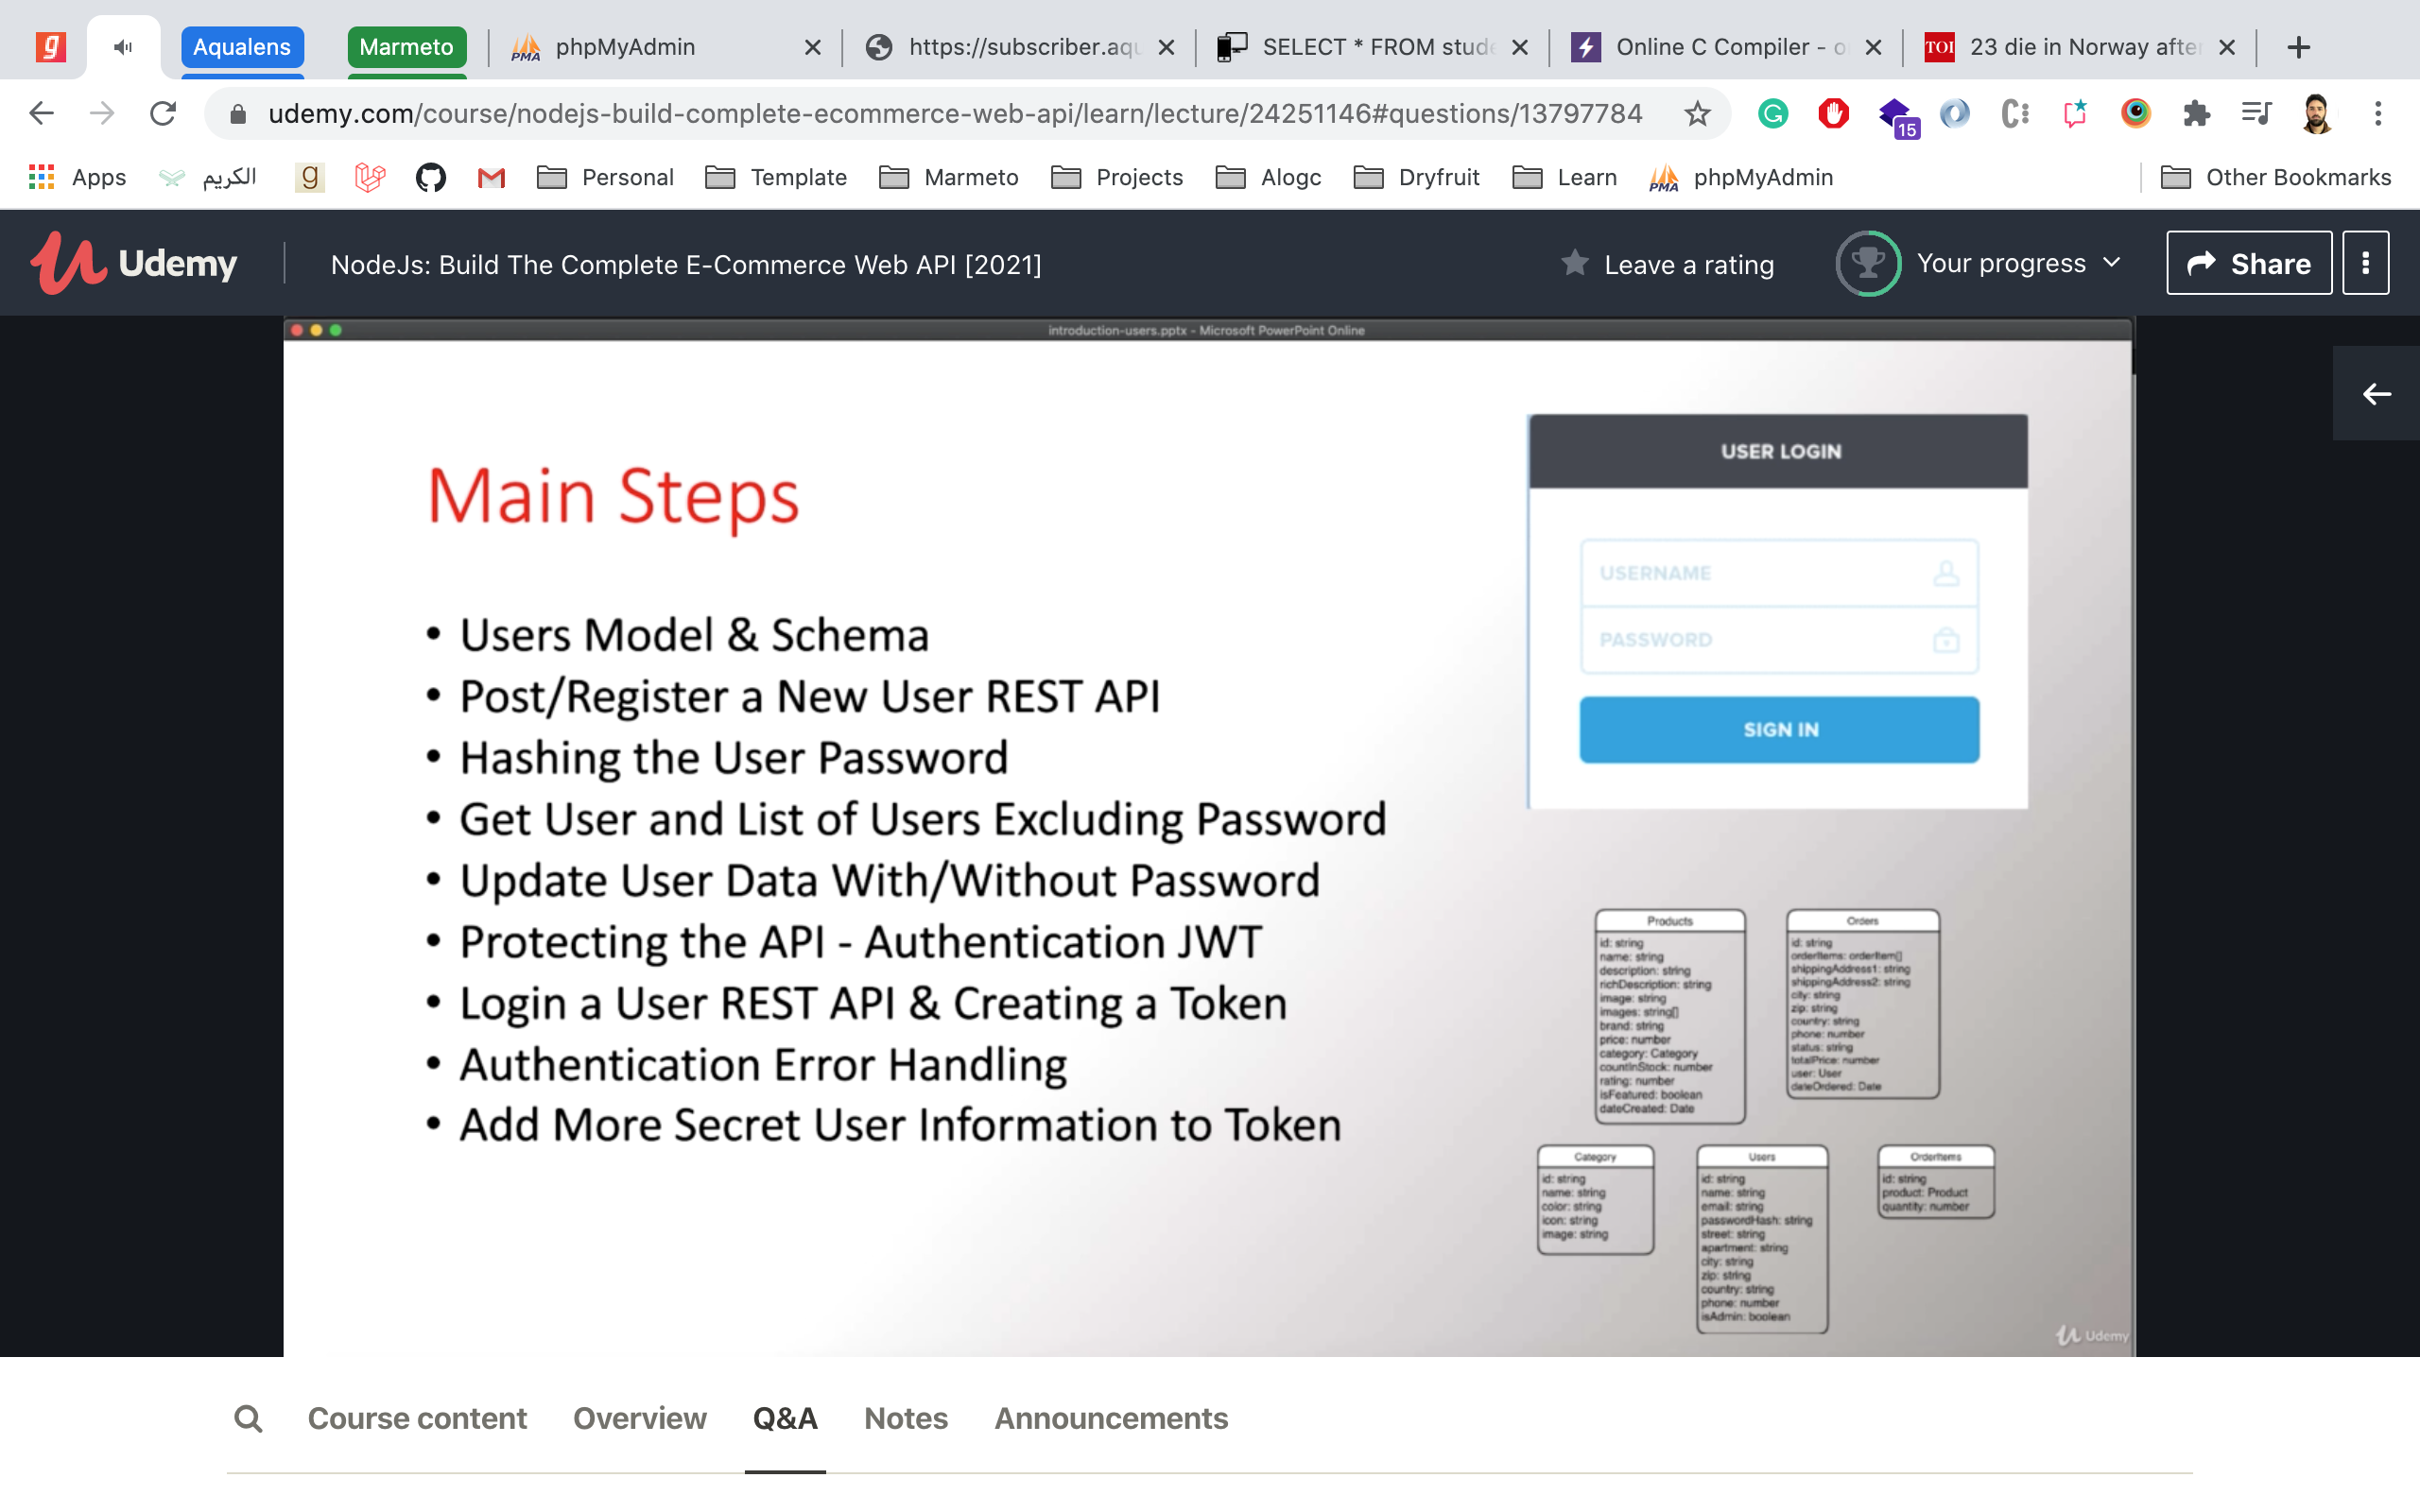 Aqualens
Marmeto
phpMyAdmin
https://subscriber.aqu
SELECT * FROM stude
Online C Compiler - o
TOI
23 die in Norway after
udemy.com/course/nodejs-build-complete-ecommerce-web-api/learn/lecture/24251146#questions/13797784
15
Apps
الكريم
Personal
Template
Marmeto
Projects
Alogc
Dryfruit
Learn
phpMyAdmin
Other Bookmarks
Udemy
NodeJs: Build The Complete E-Commerce Web API [2021]
Leave a rating
Your progress
Share
introduction-users.pptx - Microsoft PowerPoint Online
Main Steps
• Users Model & Schema
• Post/Register a New User REST API
• Hashing the User Password
• Get User and List of Users Excluding Password
• Update User Data With/Without Password
• Protecting the API - Authentication JWT
• Login a User REST API & Creating a Token
• Authentication Error Handling
• Add More Secret User Information to Token
USER LOGIN
USERNAME
PASSWORD
SIGN IN
Products
id: string
name: string
description: string
richDescription: string
image: string
images: string[]
brand: string
price: number
category: Category
countInStock: number
rating: number
isFeatured: boolean
dateCreated: Date
Orders
id: string
orderItems: orderItem[]
shippingAddress1: string
shippingAddress2: string
city: string
zip: string
country: string
phone: number
status: string
totalPrice: number
user: User
dateOrdered: Date
Category
id: string
name: string
color: string
icon: string
image: string
Users
id: string
name: string
email: string
passwordHash: string
street: string
apartment: string
city: string
zip: string
country: string
phone: number
isAdmin: boolean
OrderItems
id: string
product: Product
quantity: number
Udemy
Course content
Overview
Q&A
Notes
Announcements